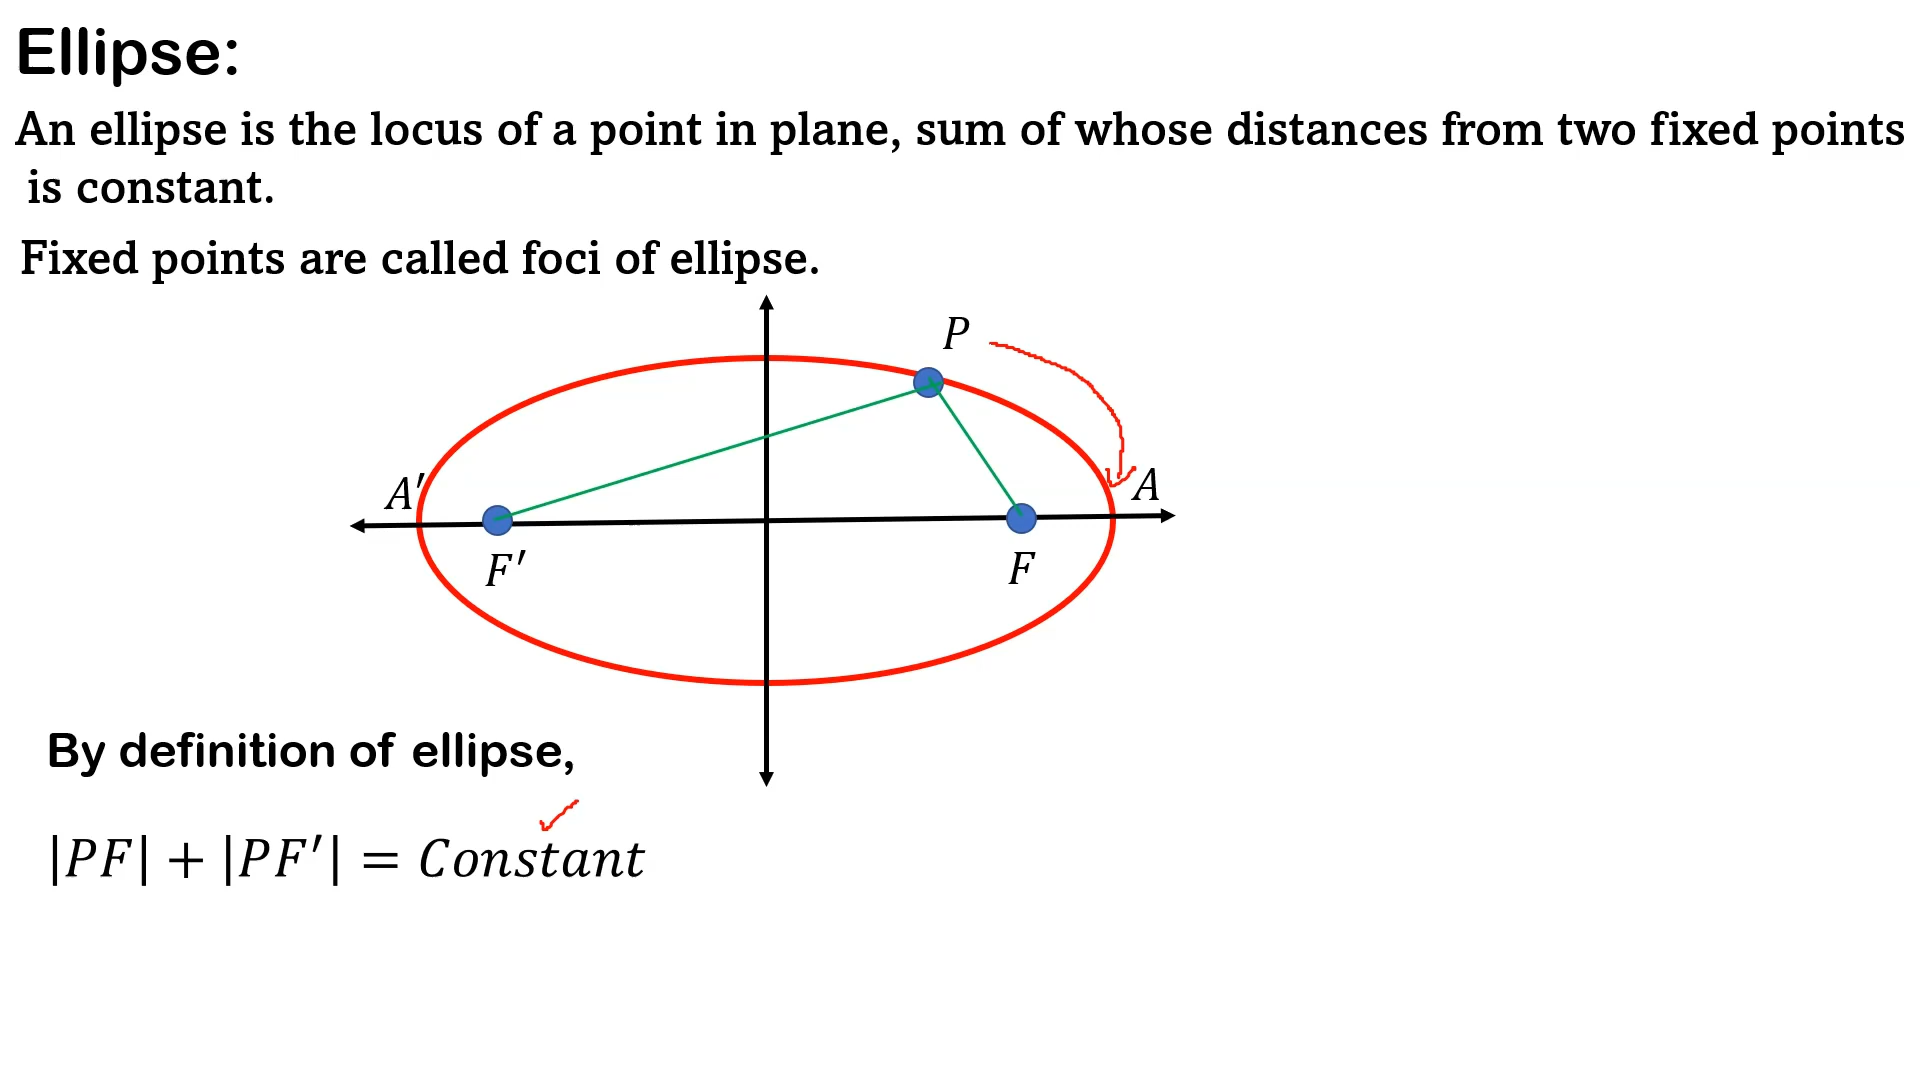 Ellipse:
An ellipse is the locus of a point in plane, sum of whose distances from two fixed points
is constant.
Fixed points are called foci of ellipse.
P
A′
A
F′
F
By definition of ellipse,
|PF| + |PF′| = Constant